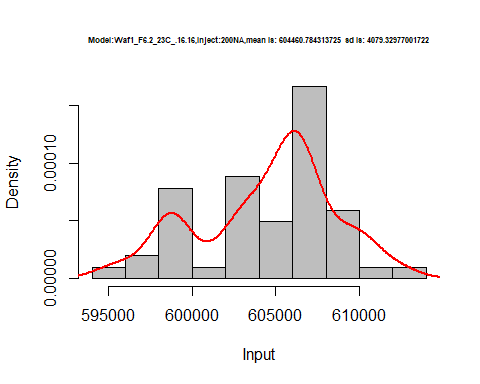 Model:Waf1_F6.2_23C_.16.16,Inject:200NA,mean is: 604460.784313725 sd is: 4079.32977001722
Density
0.00010
0.00000
595000 600000 605000 610000
Input